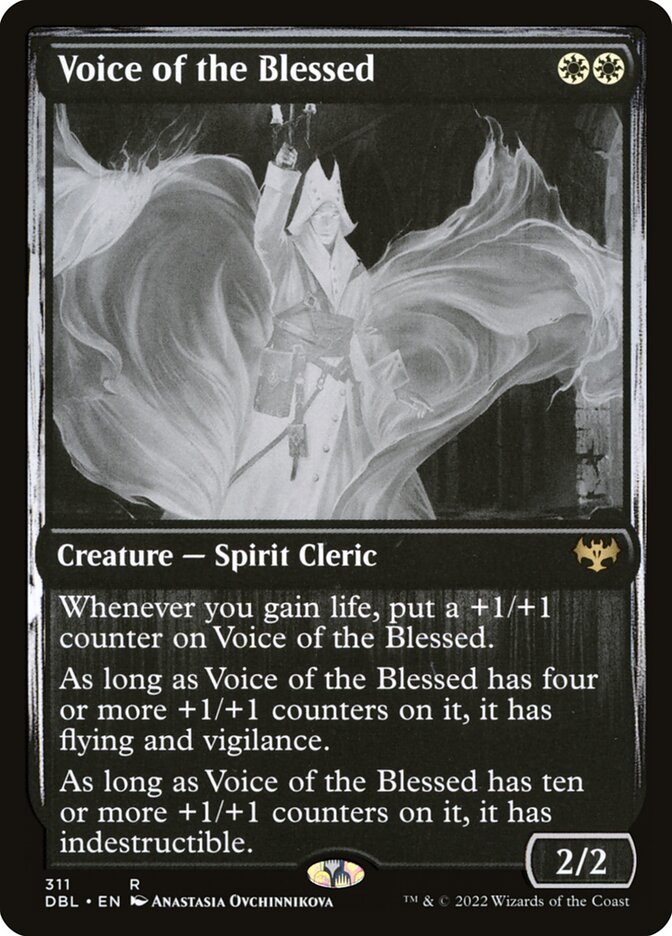 Voice of the Blessed
Creature — Spirit Cleric
Whenever you gain life, put a +1/+1
counter on Voice of the Blessed.
As long as Voice of the Blessed has four
or more +1/+1 counters on it, it has
flying and vigilance.
As long as Voice of the Blessed has ten
or more +1/+1 counters on it, it has
indestructible.
2/2
311 R
DBL • EN Anastasia Ovchinnikova
™ & © 2022 Wizards of the Coast